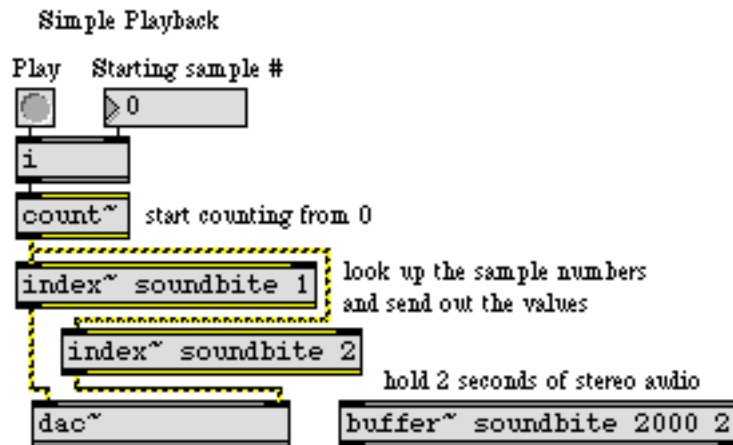 Simple Playback
Play Starting sample #
0
i
count~ start counting from 0
index~ soundbite 1
look up the sample numbers
and send out the values
index~ soundbite 2
hold 2 seconds of stereo audio
dac~ buffer~ soundbite 2000 2